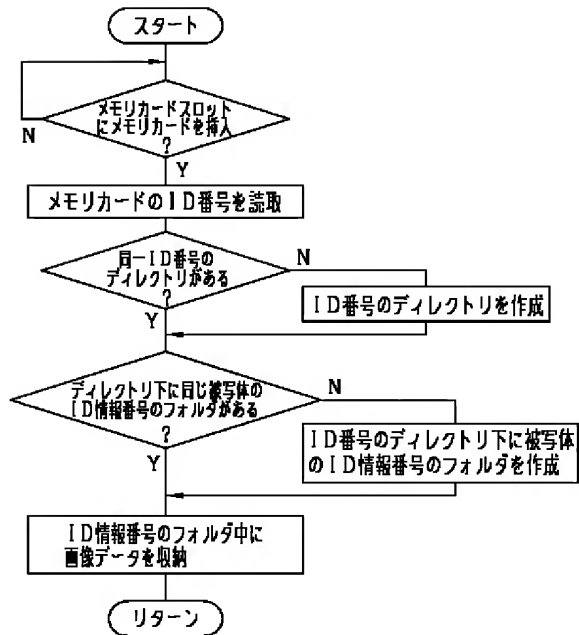 スタート
メモリカードスロット
にメモリカードを挿入
?
N
Y
メモリカードのID番号を読取
同一ID番号の
ディレクトリがある
?
N
Y
ID番号のディレクトリを作成
ディレクトリ下に同じ被写体の
ID情報番号のフォルダがある
?
N
Y
ID番号のディレクトリ下に被写体
のID情報番号のフォルダを作成
ID情報番号のフォルダ中に
画像データを収納
リターン